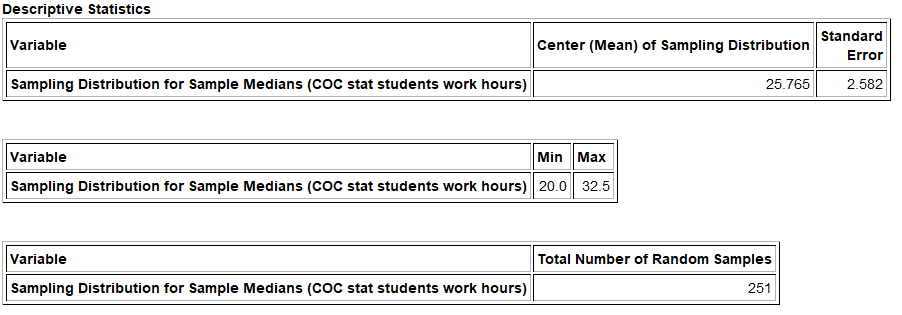 Descriptive Statistics
Variable Center (Mean) of Sampling Distribution Standard Error
Sampling Distribution for Sample Medians (COC stat students work hours) 25.765 2.582
Variable Min Max
Sampling Distribution for Sample Medians (COC stat students work hours) 20.0 32.5
Variable Total Number of Random Samples
Sampling Distribution for Sample Medians (COC stat students work hours) 251